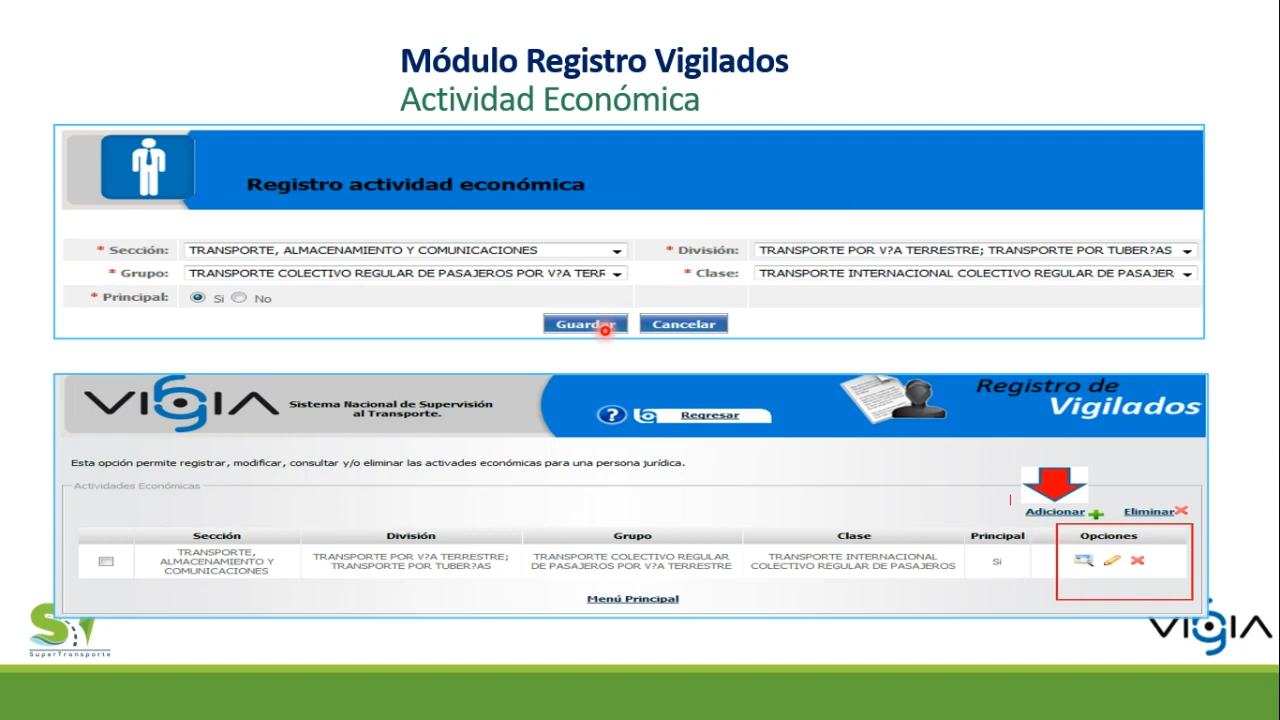 Módulo Registro Vigilados
Actividad Económica
Registro actividad económica
* Sección: TRANSPORTE, ALMACENAMIENTO Y COMUNICACIONES * División: TRANSPORTE POR V?A TERRESTRE; TRANSPORTE POR TUBER?AS
* Grupo: TRANSPORTE COLECTIVO REGULAR DE PASAJEROS POR V?A TERR * Clase: TRANSPORTE INTERNACIONAL COLECTIVO REGULAR DE PASAJER
* Principal: Si No
Guardar Cancelar
VIGIA Sistema Nacional de Supervisión
al Transporte.
? Regresar
Registro de
Vigilados
Esta opción permite registrar, modificar, consultar y/o eliminar las activades económicas para una persona jurídica.
Actividades Económicas
Adicionar Eliminar
Sección División Grupo Clase Principal Opciones
TRANSPORTE,
ALMACENAMIENTO Y
COMUNICACIONES
TRANSPORTE POR V?A TERRESTRE;
TRANSPORTE POR TUBER?AS
TRANSPORTE COLECTIVO REGULAR
DE PASAJEROS POR V?A TERRESTRE
TRANSPORTE INTERNACIONAL
COLECTIVO REGULAR DE PASAJEROS
Si
Menú Principal
ST
SuperTransporte
VIGIA